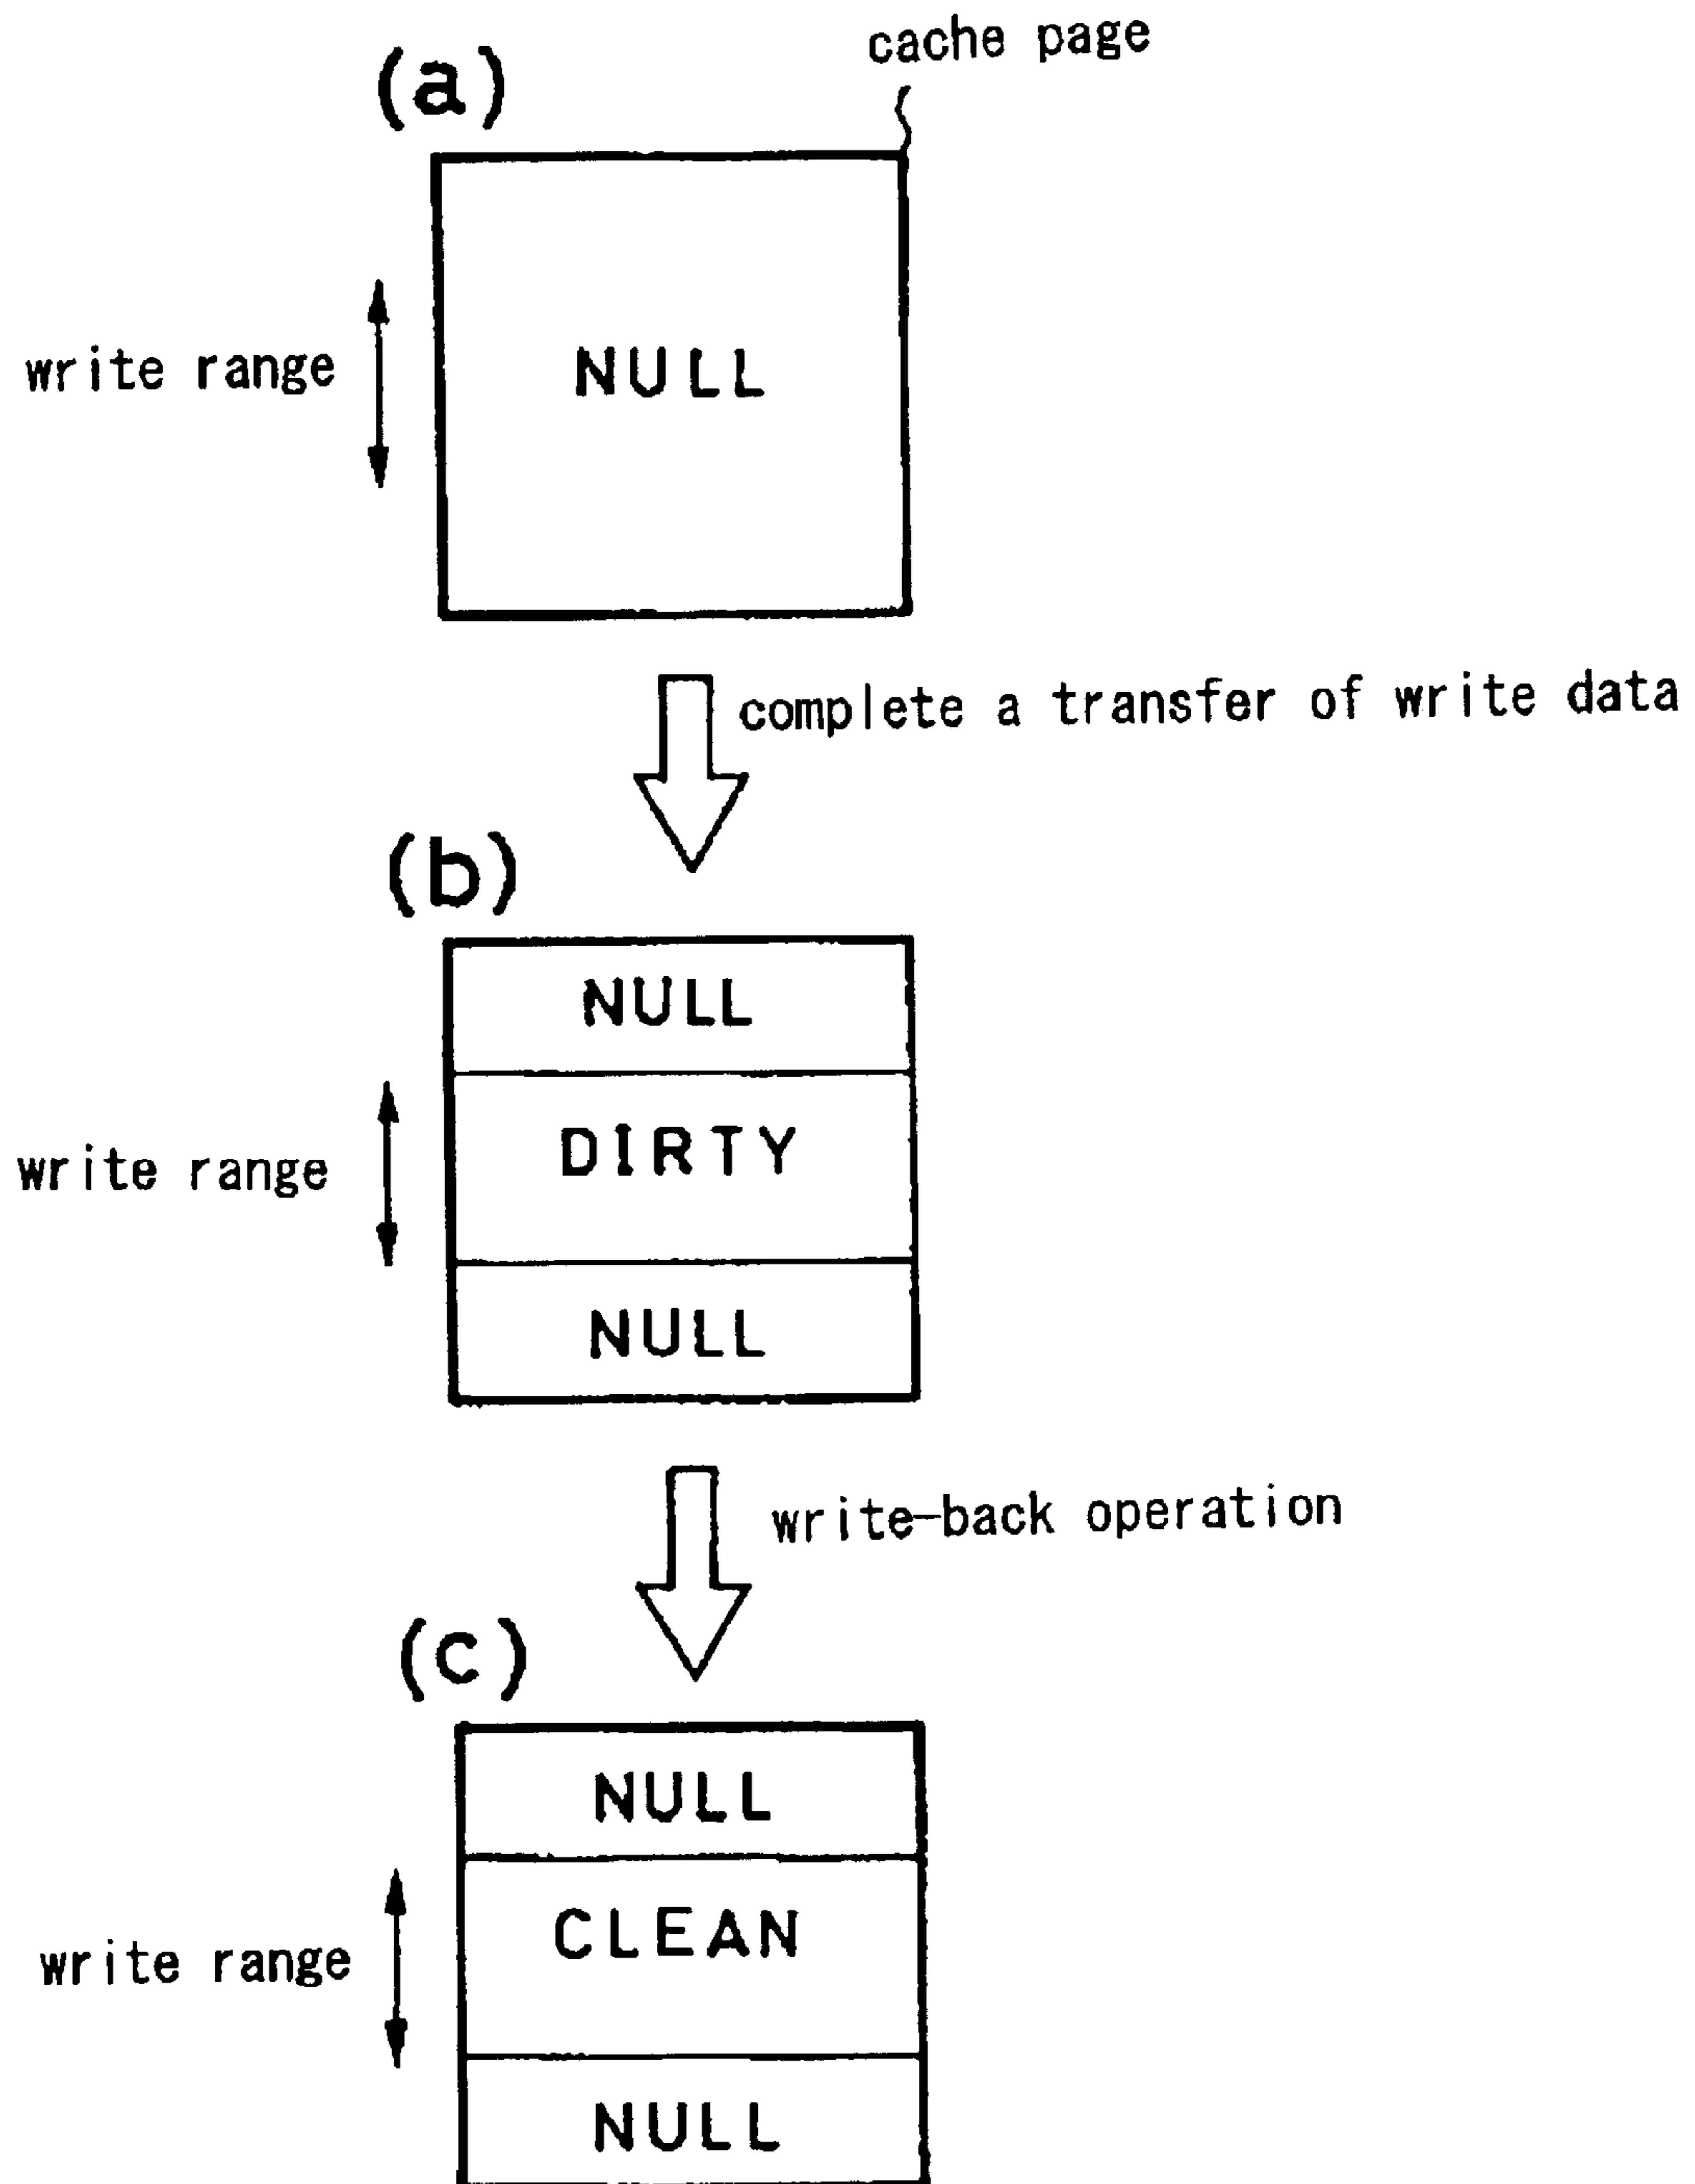 cache page
(a)
write range
NULL
complete a transfer of write data
(b)
NULL
write range
DIRTY
NULL
write-back operation
(c)
NULL
write range
CLEAN
NULL